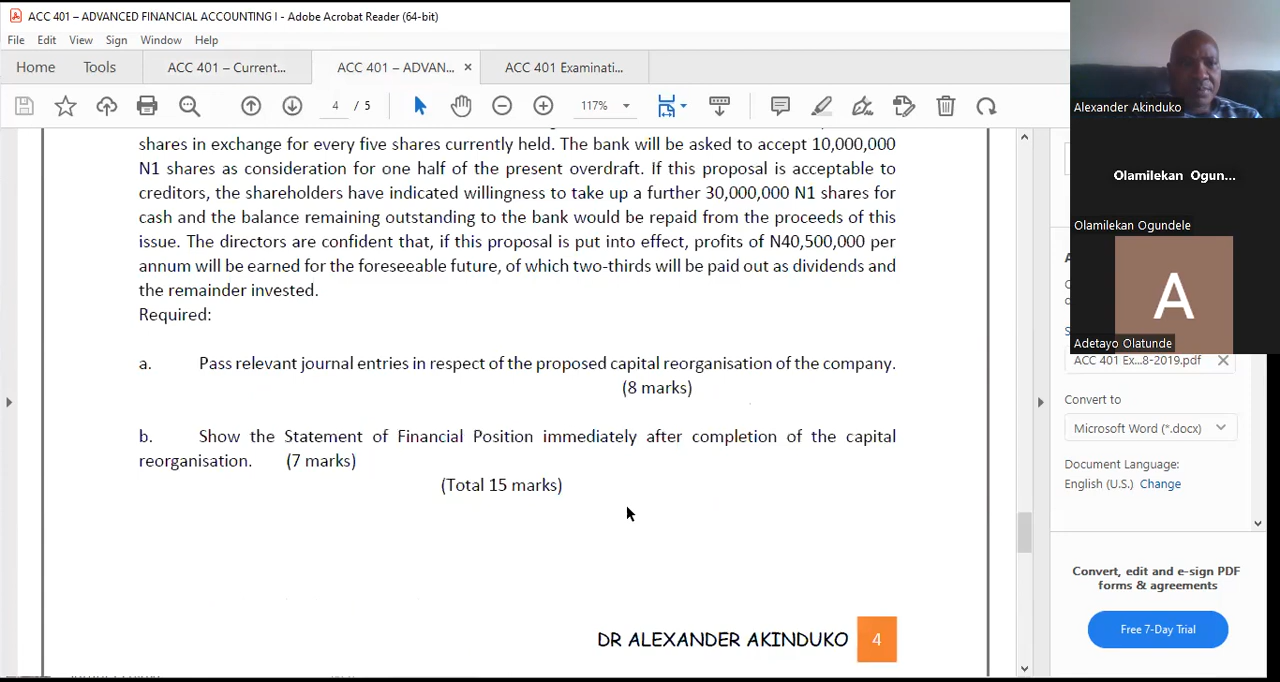 ACC 401 – ADVANCED FINANCIAL ACCOUNTING I - Adobe Acrobat Reader (64-bit)
File Edit View Sign Window Help
Home Tools ACC 401 – Current... ACC 401 – ADVAN... × ACC 401 Examinati...
4 / 5 117%
shares in exchange for every five shares currently held. The bank will be asked to accept 10,000,000
N1 shares as consideration for one half of the present overdraft. If this proposal is acceptable to
creditors, the shareholders have indicated willingness to take up a further 30,000,000 N1 shares for
cash and the balance remaining outstanding to the bank would be repaid from the proceeds of this
issue. The directors are confident that, if this proposal is put into effect, profits of N40,500,000 per
annum will be earned for the foreseeable future, of which two-thirds will be paid out as dividends and
the remainder invested.
Required:
a. Pass relevant journal entries in respect of the proposed capital reorganisation of the company.
(8 marks)
b. Show the Statement of Financial Position immediately after completion of the capital
reorganisation. (7 marks)
(Total 15 marks)
DR ALEXANDER AKINDUKO 4
Alexander Akinduko
Olamilekan Ogun...
Olamilekan Ogundele
A
Adetayo Olatunde
ACC 401 Ex...8-2019.pdf
Convert to
Microsoft Word (*.docx)
Document Language:
English (U.S.) Change
Convert, edit and e-sign PDF
forms & agreements
Free 7-Day Trial